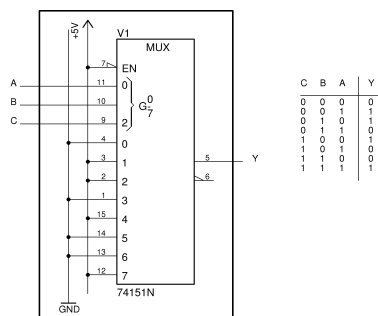 +5V
V1
MUX
7 EN
A 11 0
B 10 G 0/7
C 9 2
4 0
3 1
2 2
1 3
15 4
14 5
13 6
12 7
5 Y
6
74151N
GND
C B A Y
0 0 0 0
0 0 1 1
0 1 0 1
0 1 1 0
1 0 0 1
1 0 1 0
1 1 0 0
1 1 1 1